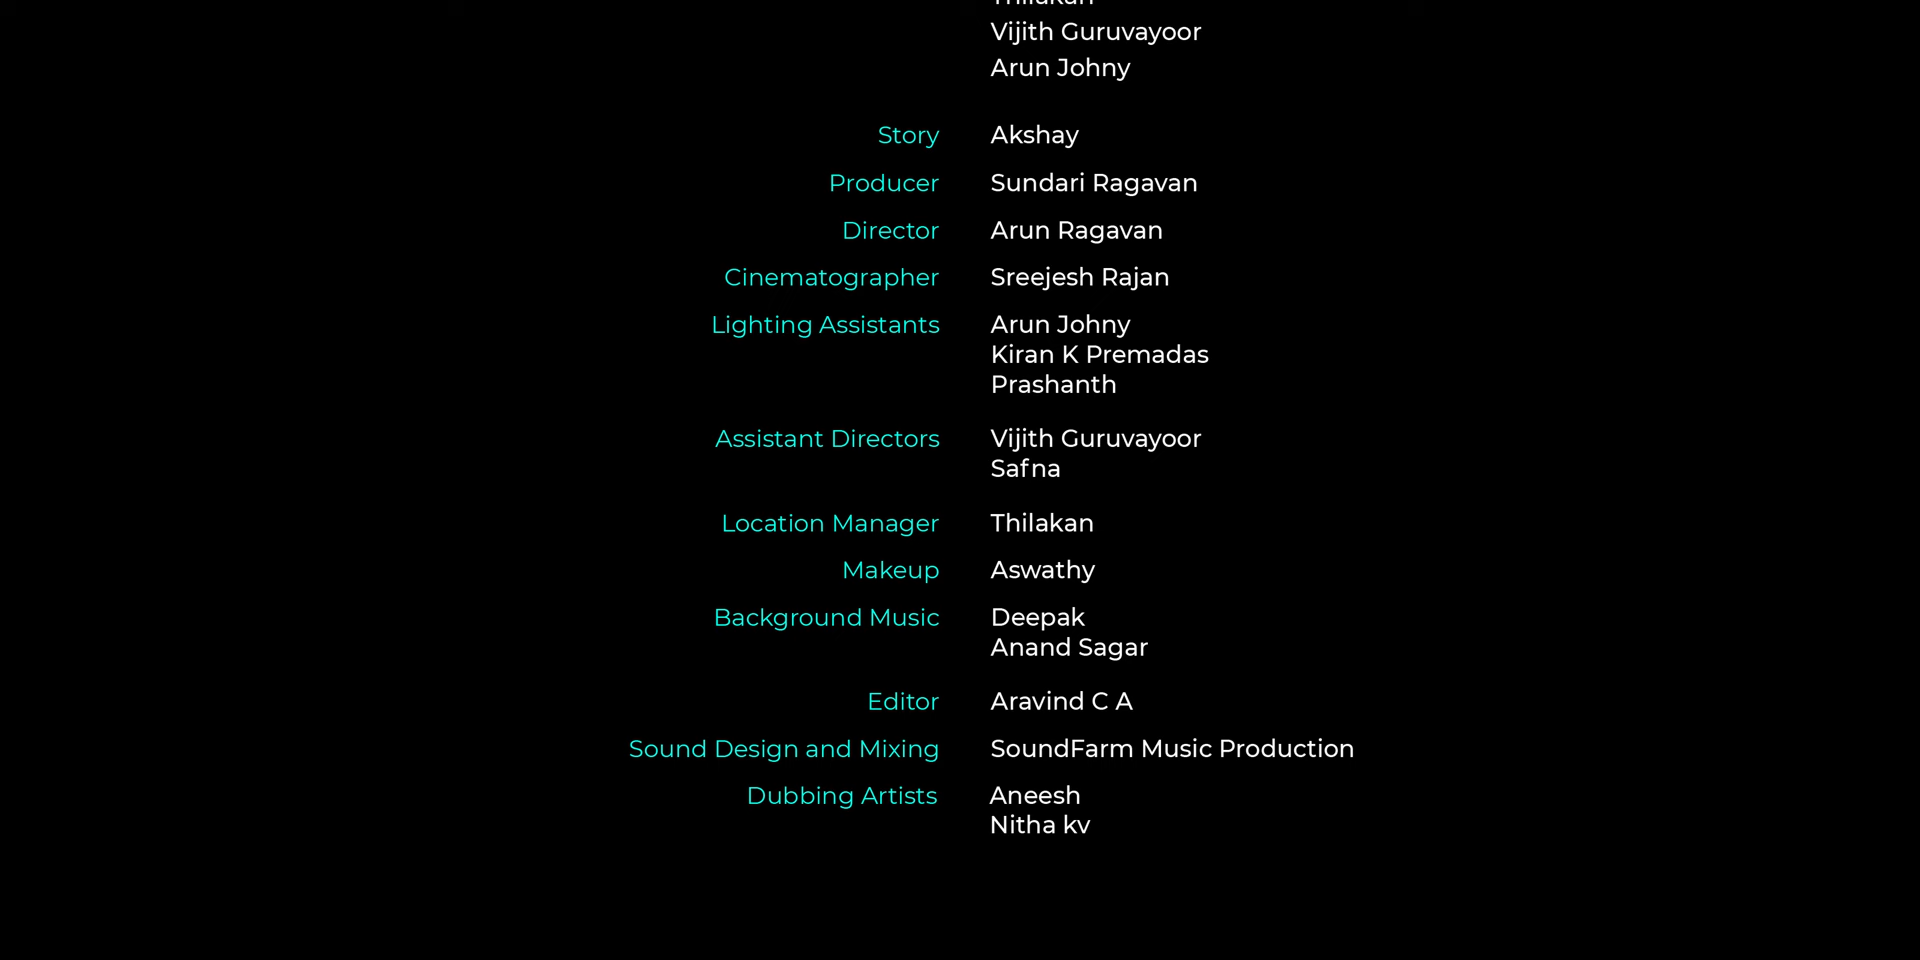 Thilakan
Vijith Guruvayoor
Arun Johny
Story Akshay
Producer Sundari Ragavan
Director Arun Ragavan
Cinematographer Sreejesh Rajan
Lighting Assistants Arun Johny
Kiran K Premadas
Prashanth
Assistant Directors Vijith Guruvayoor
Safna
Location Manager Thilakan
Makeup Aswathy
Background Music Deepak
Anand Sagar
Editor Aravind C A
Sound Design and Mixing SoundFarm Music Production
Dubbing Artists Aneesh
Nitha kv